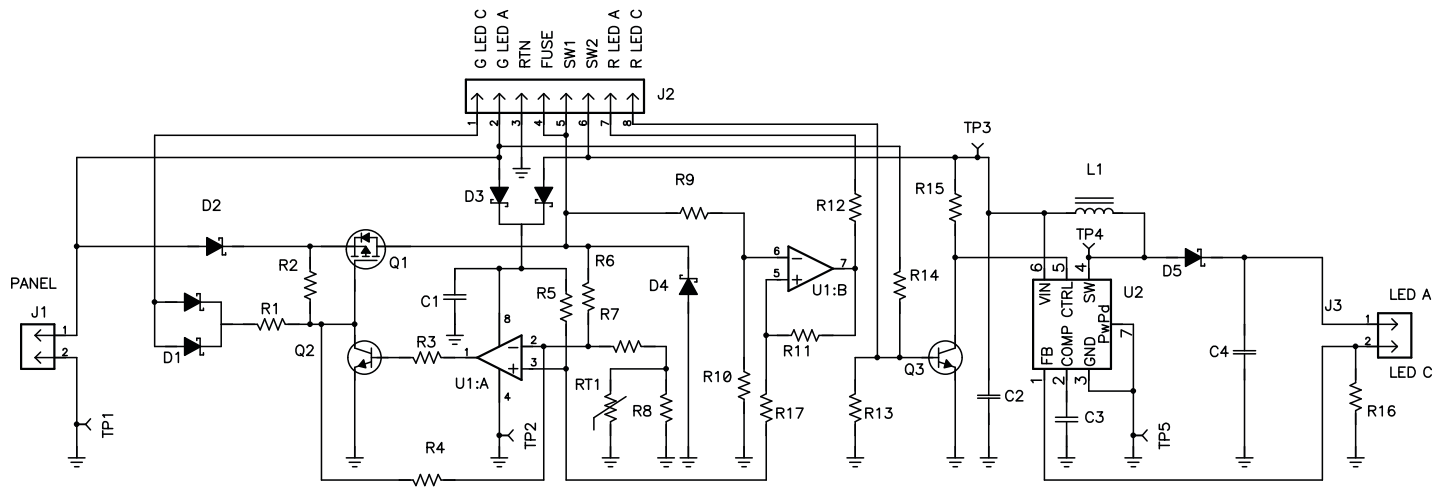 G LED C
G LED A
RTN
FUSE
SW1
SW2
R LED A
R LED C
J2
1
2
3
4
5
6
7
8
TP3
L1
R9
D3
R15
R12
D2
TP4
R2
Q1
R6
D4
6
5
7
U1:B
R14
D5
6
5
4
U2
VIN
CTRL
SW
PwPd
7
FB
COMP
GND
1
2
3
PANEL
J1
1
2
R1
C1
R5
R7
8
J3
LED A
1
2
LED C
D1
Q2
R3
1
2
3
U1:A
4
R11
Q3
C4
RT1
R8
R10
R17
R13
C2
C3
R16
TP1
TP2
TP5
R4